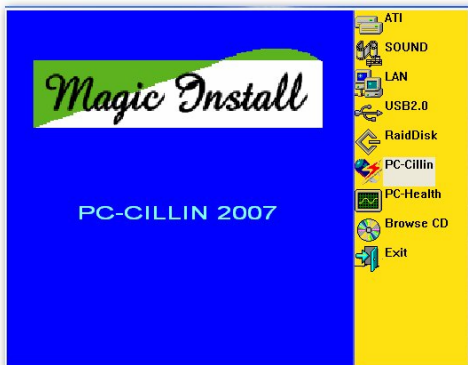 Magic Install
PC-CILLIN 2007
ATI
SOUND
LAN
USB2.0
RaidDisk
PC-Cillin
PC-Health
Browse CD
Exit